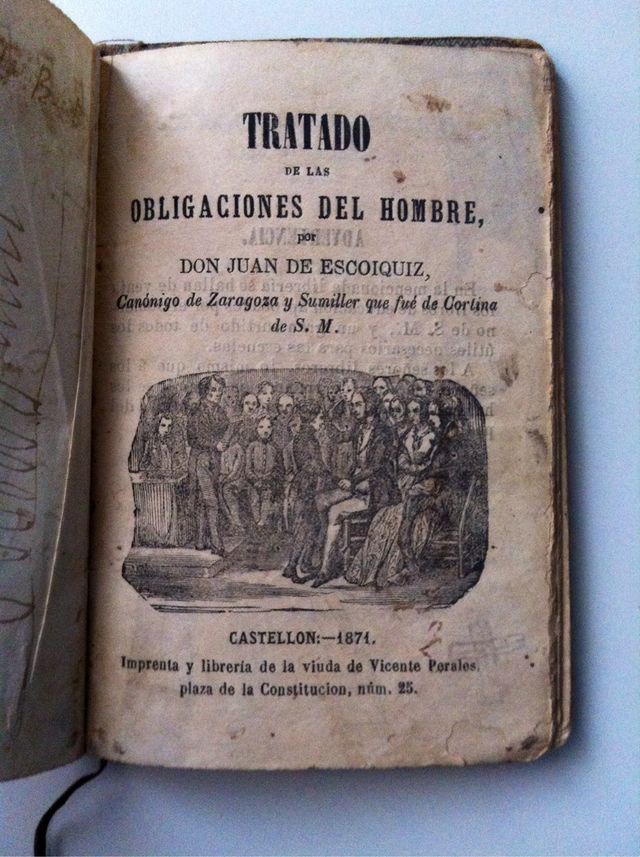 TRATADO
DE LAS
OBLIGACIONES DEL HOMBRE,
por
DON JUAN DE ESCOIQUIZ,
Canónigo de Zaragoza y Sumiller que fué de Cortina
de S. M.
CASTELLON:—1871.
Imprenta y librería de la viuda de Vicente Perales,
plaza de la Constitucion, núm. 25.